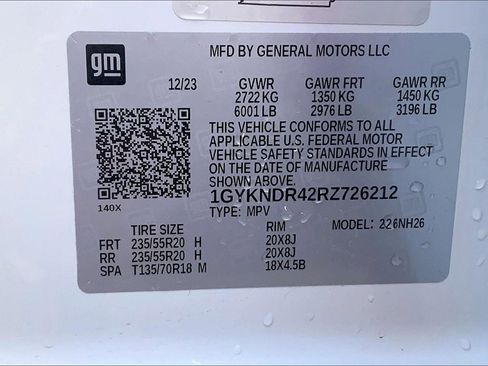 gm
MFD BY GENERAL MOTORS LLC
12/23 GVWR GAWR FRT GAWR RR
2722 KG 1350 KG 1450 KG
6001 LB 2976 LB 3196 LB
THIS VEHICLE CONFORMS TO ALL
APPLICABLE U.S. FEDERAL MOTOR
VEHICLE SAFETY STANDARDS IN EFFECT
ON THE DATE OF MANUFACTURE
SHOWN ABOVE.
1GYKNDR42RZ726212
140X TYPE: MPV
TIRE SIZE RIM MODEL: 226NH26
FRT 235/55R20 H 20X8J
RR 235/55R20 H 20X8J
SPA T135/70R18 M 18X4.5B